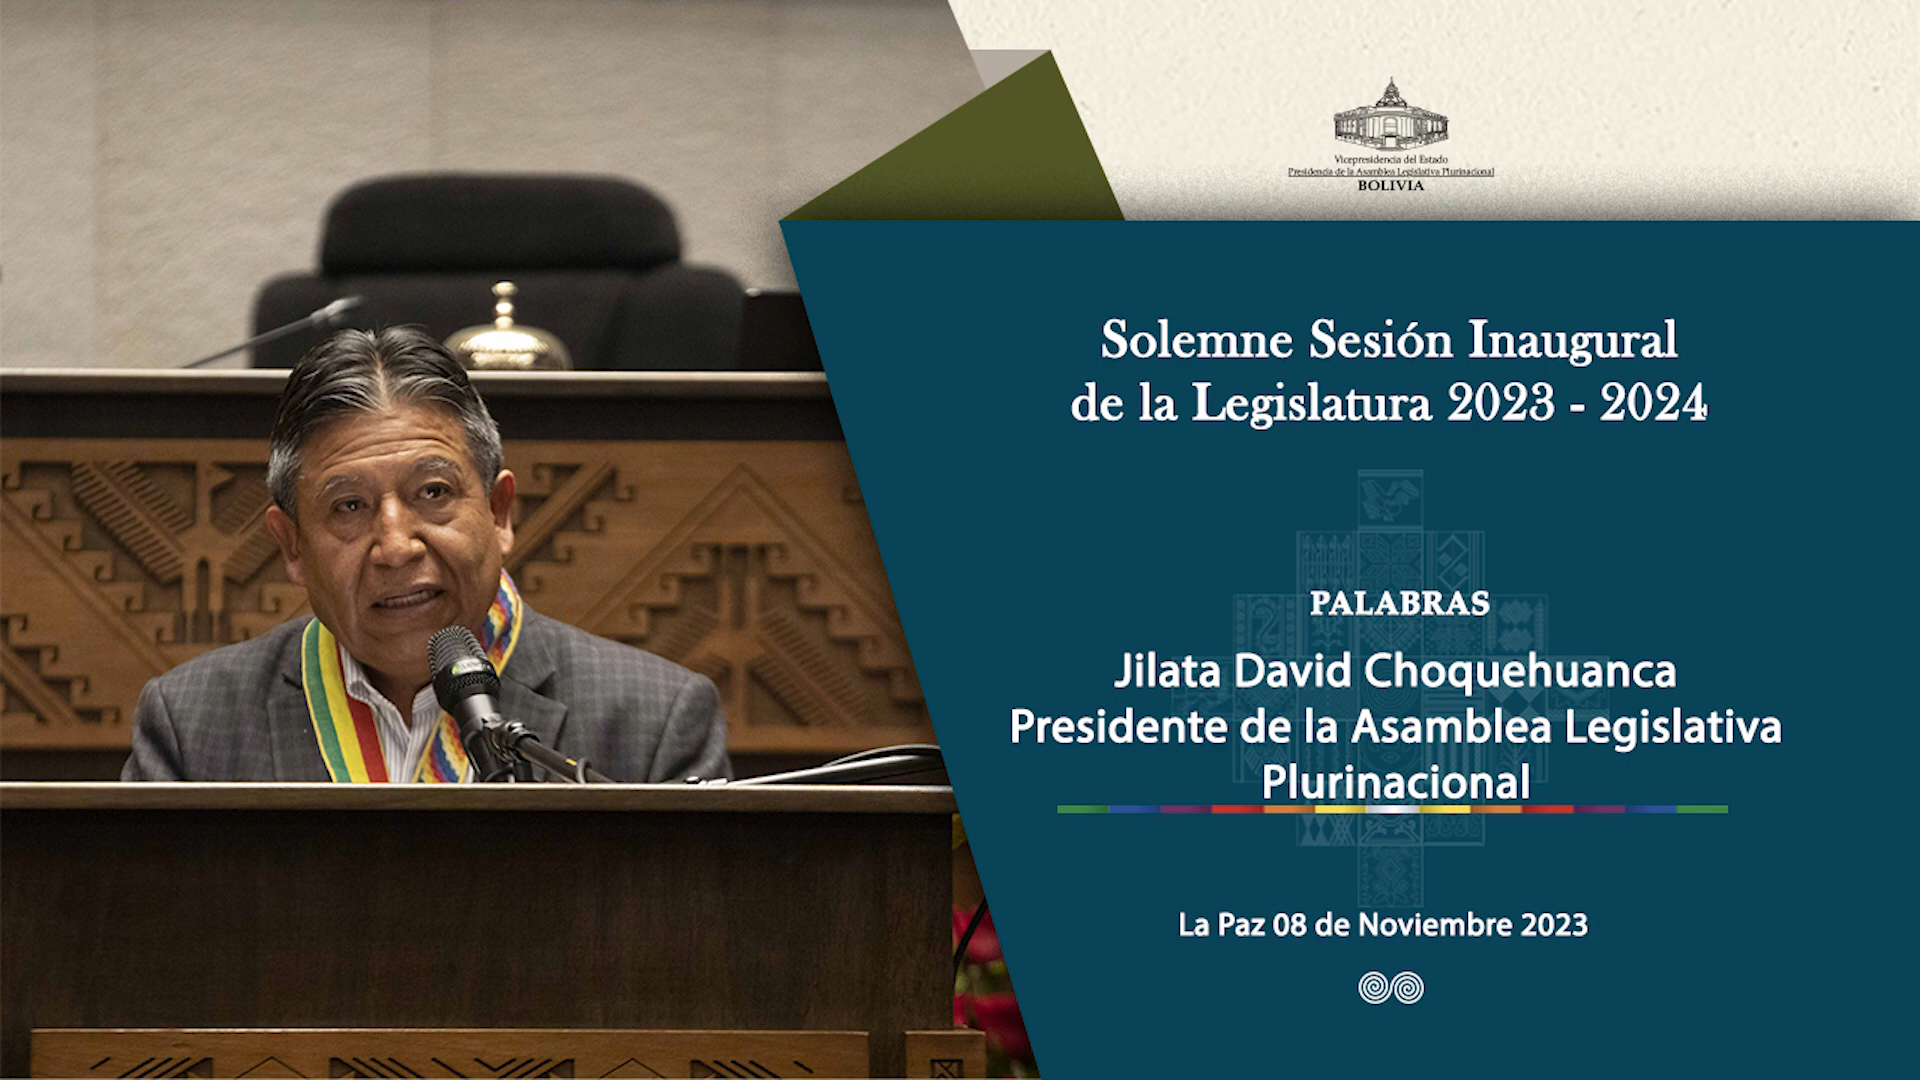 Vicepresidencia del Estado
Presidencia de la Asamblea Legislativa Plurinacional
BOLIVIA
Solemne Sesión Inaugural
de la Legislatura 2023 - 2024
PALABRAS
Jilata David Choquehuanca
Presidente de la Asamblea Legislativa
Plurinacional
La Paz 08 de Noviembre 2023